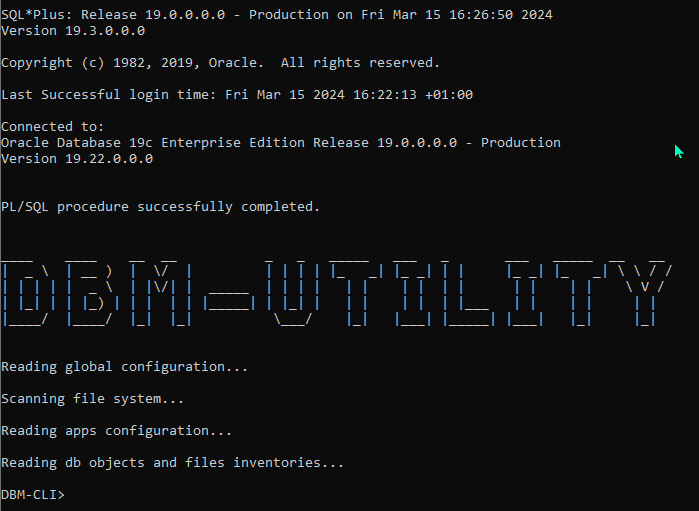 SQL*Plus: Release 19.0.0.0.0 - Production on Fri Mar 15 16:26:50 2024
Version 19.3.0.0.0
Copyright (c) 1982, 2019, Oracle.  All rights reserved.
Last Successful login time: Fri Mar 15 2024 16:22:13 +01:00
Connected to:
Oracle Database 19c Enterprise Edition Release 19.0.0.0.0 - Production
Version 19.22.0.0.0
PL/SQL procedure successfully completed.
DBM-UTILITY
Reading global configuration...
Scanning file system...
Reading apps configuration...
Reading db objects and files inventories...
DBM-CLI>